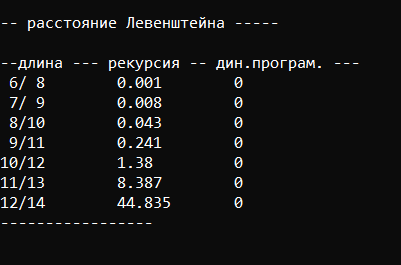 -- расстояние Левенштейна -----
--длина --- рекурсия -- дин.програм. ---
6/ 8 0.001 0
7/ 9 0.008 0
8/10 0.043 0
9/11 0.241 0
10/12 1.38 0
11/13 8.387 0
12/14 44.835 0
-----------------